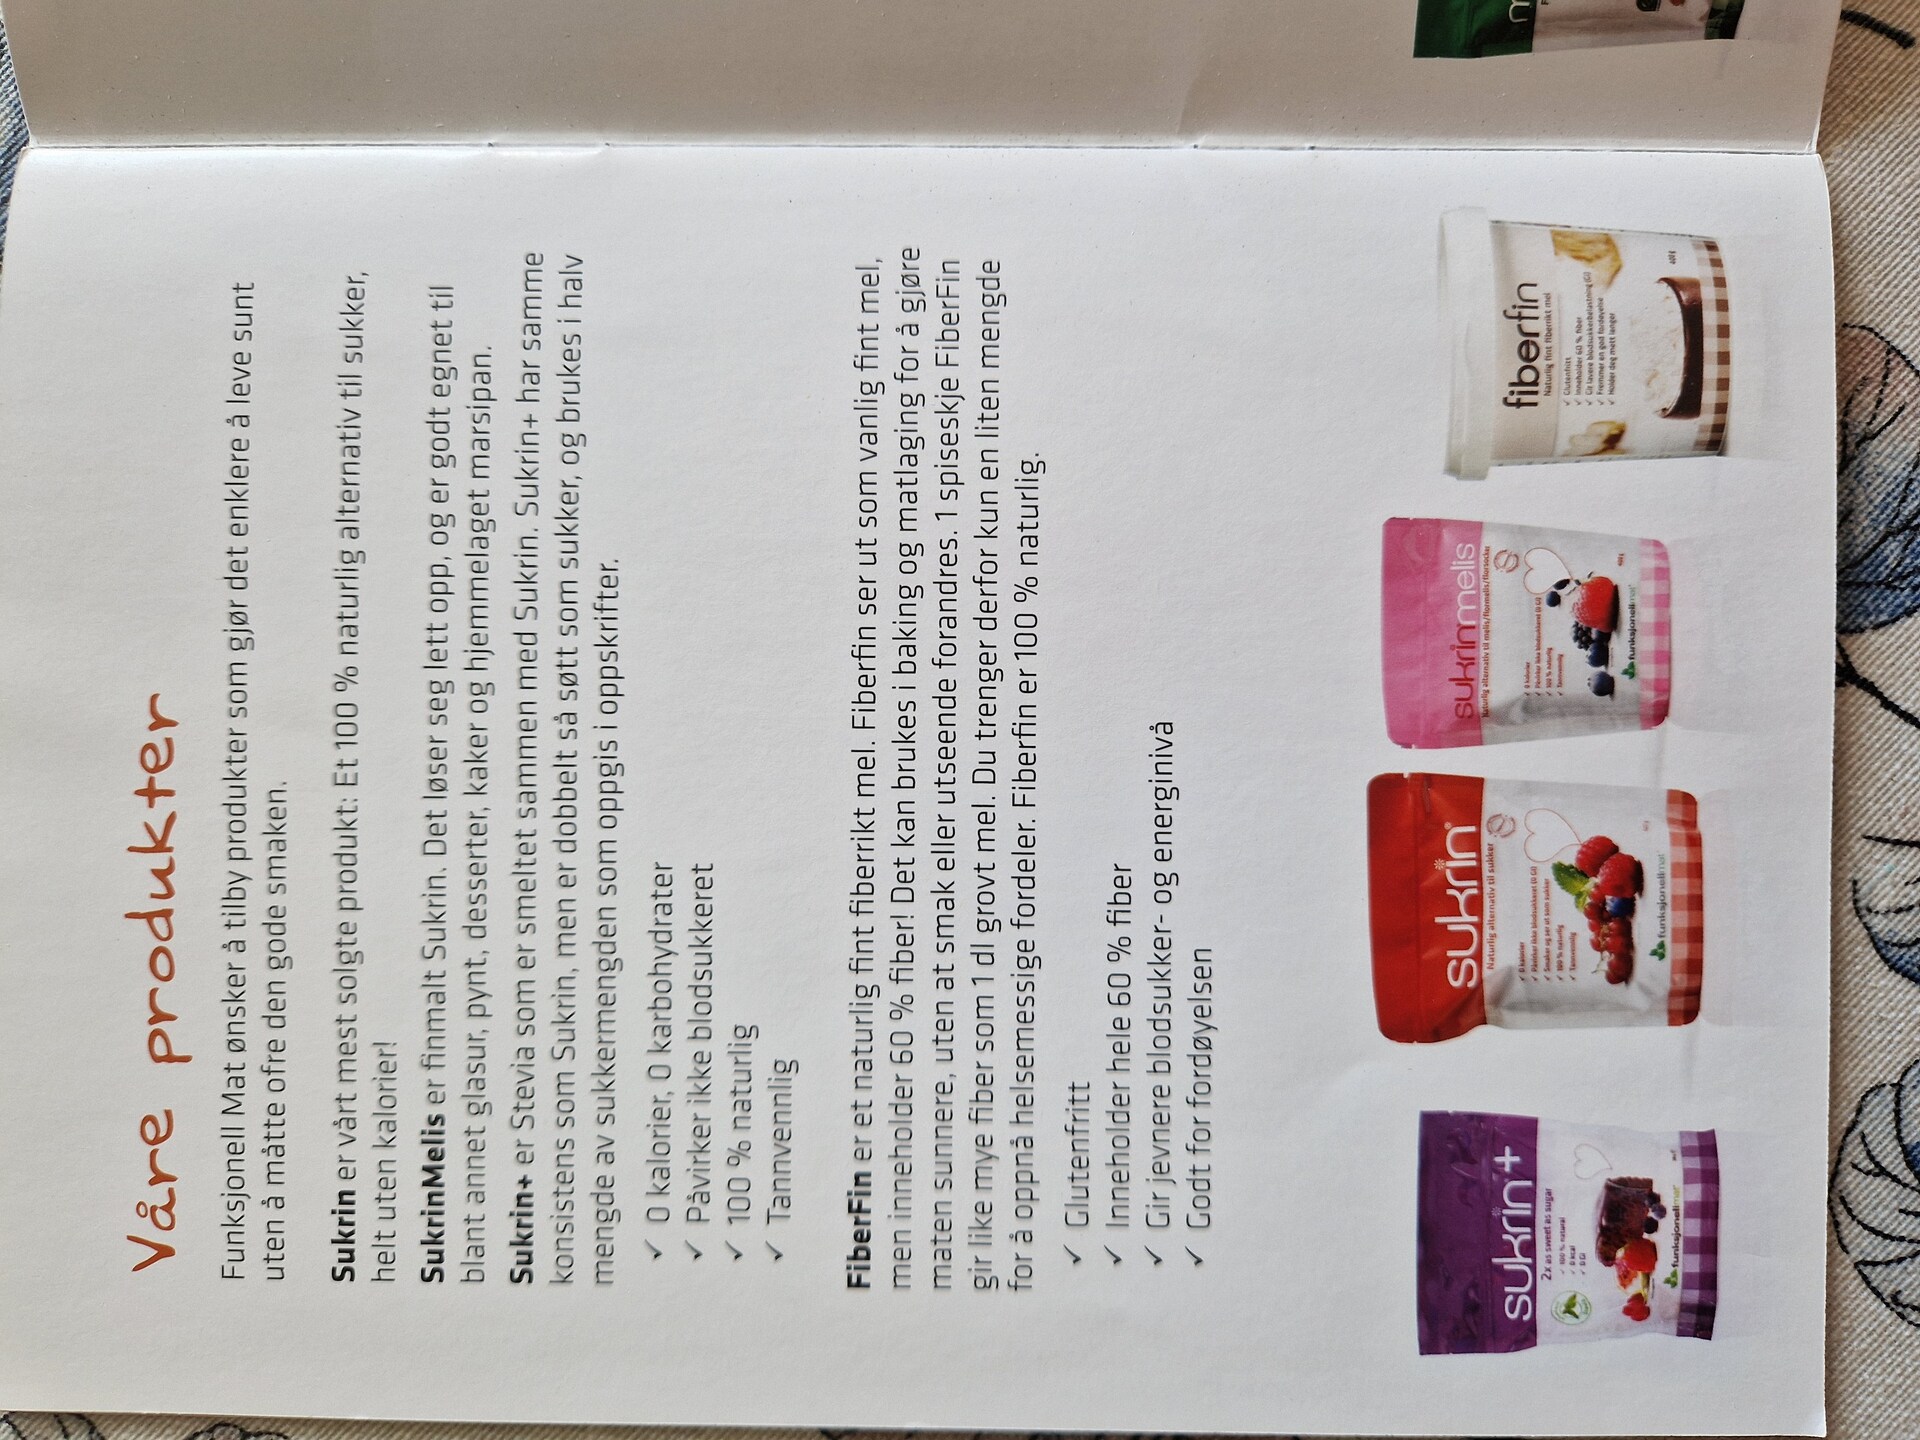 Våre produkter
Funksjonell Mat ønsker å tilby produkter som gjør det enklere å leve sunt
uten å måtte ofre den gode smaken.
Sukrin er vårt mest solgte produkt: Et 100 % naturlig alternativ til sukker,
helt uten kalorier!
SukrinMelis er finmalt Sukrin. Det løser seg lett opp, og er godt egnet til
blant annet glasur, pynt, desserter, kaker og hjemmelaget marsipan.
Sukrin+ er Stevia som er smeltet sammen med Sukrin. Sukrin+ har samme
konsistens som Sukrin, men er dobbelt så søtt som sukker, og brukes i halv
mengde av sukkermengden som oppgis i oppskrifter.
✓ 0 kalorier, 0 karbohydrater
✓ Påvirker ikke blodsukkeret
✓ 100 % naturlig
✓ Tannvennlig
FiberFin er et naturlig fint fiberrikt mel. Fiberfin ser ut som vanlig fint mel,
men inneholder 60 % fiber! Det kan brukes i baking og matlaging for å gjøre
maten sunnere, uten at smak eller utseende forandres. 1 spiseskje FiberFin
gir like mye fiber som 1 dl grovt mel. Du trenger derfor kun en liten mengde
for å oppnå helsemessige fordeler. Fiberfin er 100 % naturlig.
✓ Glutenfritt
✓ Inneholder hele 60 % fiber
✓ Gir jevnere blodsukker- og energinivå
✓ Godt for fordøyelsen
sukrin+
2x as sweet as sugar
✓ 100 % natural
✓ 0 kcal
✓ 0 GI
funksjonellmat
sukrin®
Naturlig alternativ til sukker
✓ 0 kalorier
✓ Påvirker ikke blodsukkeret (0 GI)
✓ Smaker og ser ut som sukker
✓ 100 % naturlig
✓ Tannvennlig
funksjonellmat
sukrinmelis
Naturlig alternativ til melis/flormelis/florsocker
✓ 0 kalorier
✓ Påvirker ikke blodsukkeret (0 GI)
✓ 100 % naturlig
✓ Tannvennlig
400 g
funksjonellmat
fiberfin
Naturlig fint fiberrikt mel
✓ Glutenfritt
✓ Inneholder 60 % fiber
✓ Gir lavere blodsukkerbelastning (GI)
✓ Fremmer en god fordøyelse
✓ Holder deg mett lenger
400 g